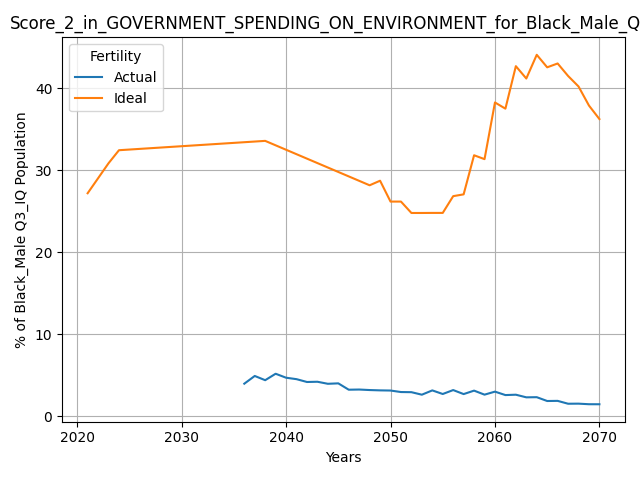 Score_2_in_GOVERNMENT_SPENDING_ON_ENVIRONMENT_for_Black_Male_Q
Fertility
Actual
Ideal
% of Black_Male Q3_IQ Population
40
30
20
10
0
2020 2030 2040 2050 2060 2070
Years